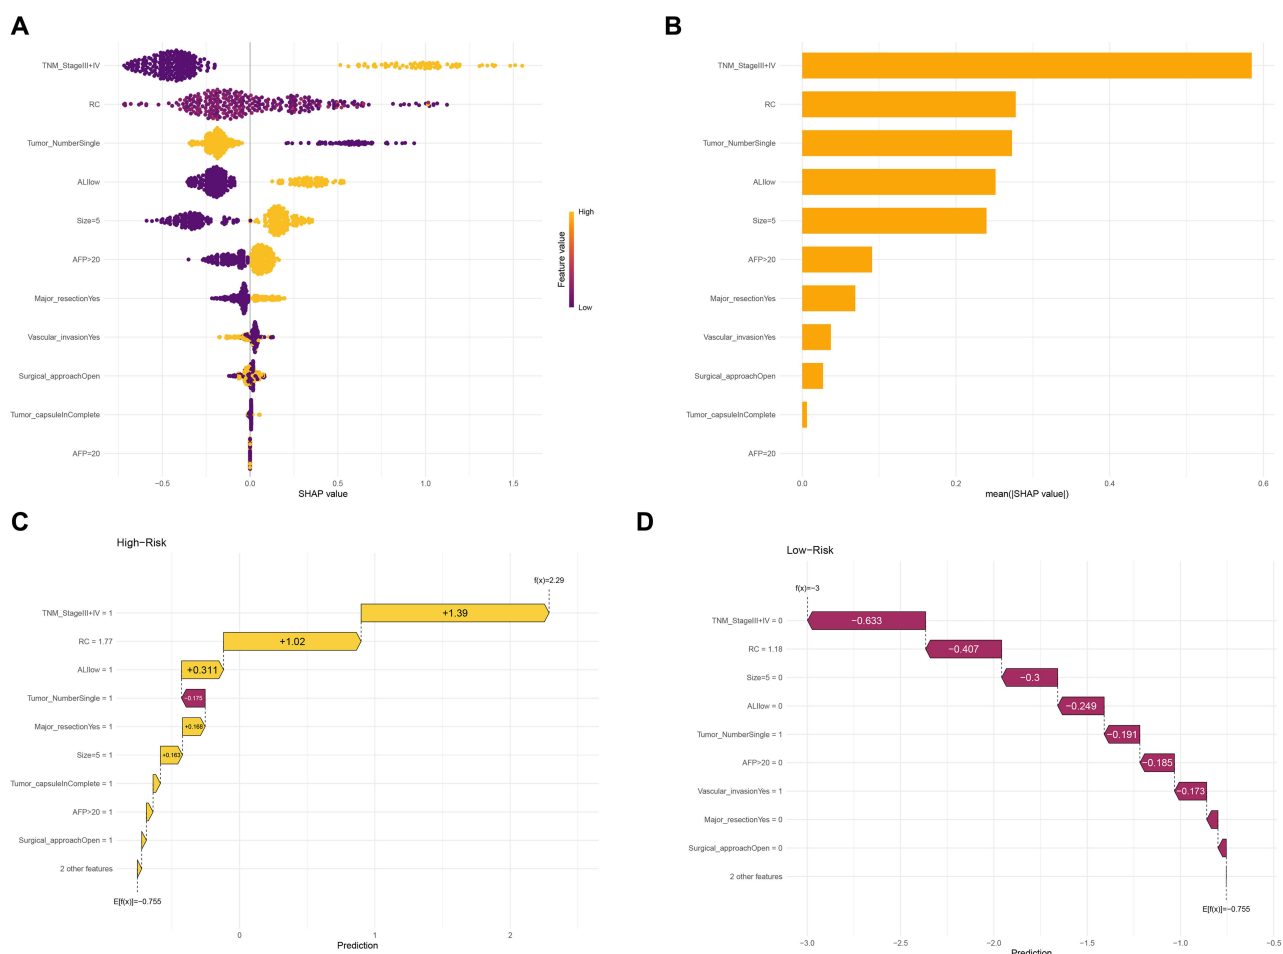 A
TNM_StageIII+IV
RC
Tumor_NumberSingle
ALIlow
Size=5
AFP>20
Major_resectionYes
Vascular_invasionYes
Surgical_approachOpen
Tumor_capsuleInComplete
AFP=20
−0.5
0.0
0.5
1.0
1.5
SHAP value
High
Feature value
Low
B
TNM_StageIII+IV
RC
Tumor_NumberSingle
ALIlow
Size=5
AFP>20
Major_resectionYes
Vascular_invasionYes
Surgical_approachOpen
Tumor_capsuleInComplete
AFP=20
0.0
0.2
0.4
0.6
mean(|SHAP value|)
C
High−Risk
f(x)=2.29
TNM_StageIII+IV = 1
+1.39
RC = 1.77
+1.02
ALIlow = 1
+0.311
Tumor_NumberSingle = 1
−0.175
Major_resectionYes = 1
+0.168
Size=5 = 1
+0.163
Tumor_capsuleInComplete = 1
AFP>20 = 1
Surgical_approachOpen = 1
2 other features
E[f(x)]=−0.755
0
1
2
Prediction
D
Low−Risk
f(x)=−3
TNM_StageIII+IV = 0
−0.633
RC = 1.18
−0.407
Size=5 = 0
−0.3
ALIlow = 0
−0.249
Tumor_NumberSingle = 1
−0.191
AFP>20 = 0
−0.185
Vascular_invasionYes = 1
−0.173
Major_resectionYes = 0
Surgical_approachOpen = 0
2 other features
E[f(x)]=−0.755
−3.0
−2.5
−2.0
−1.5
−1.0
−0.5
Prediction